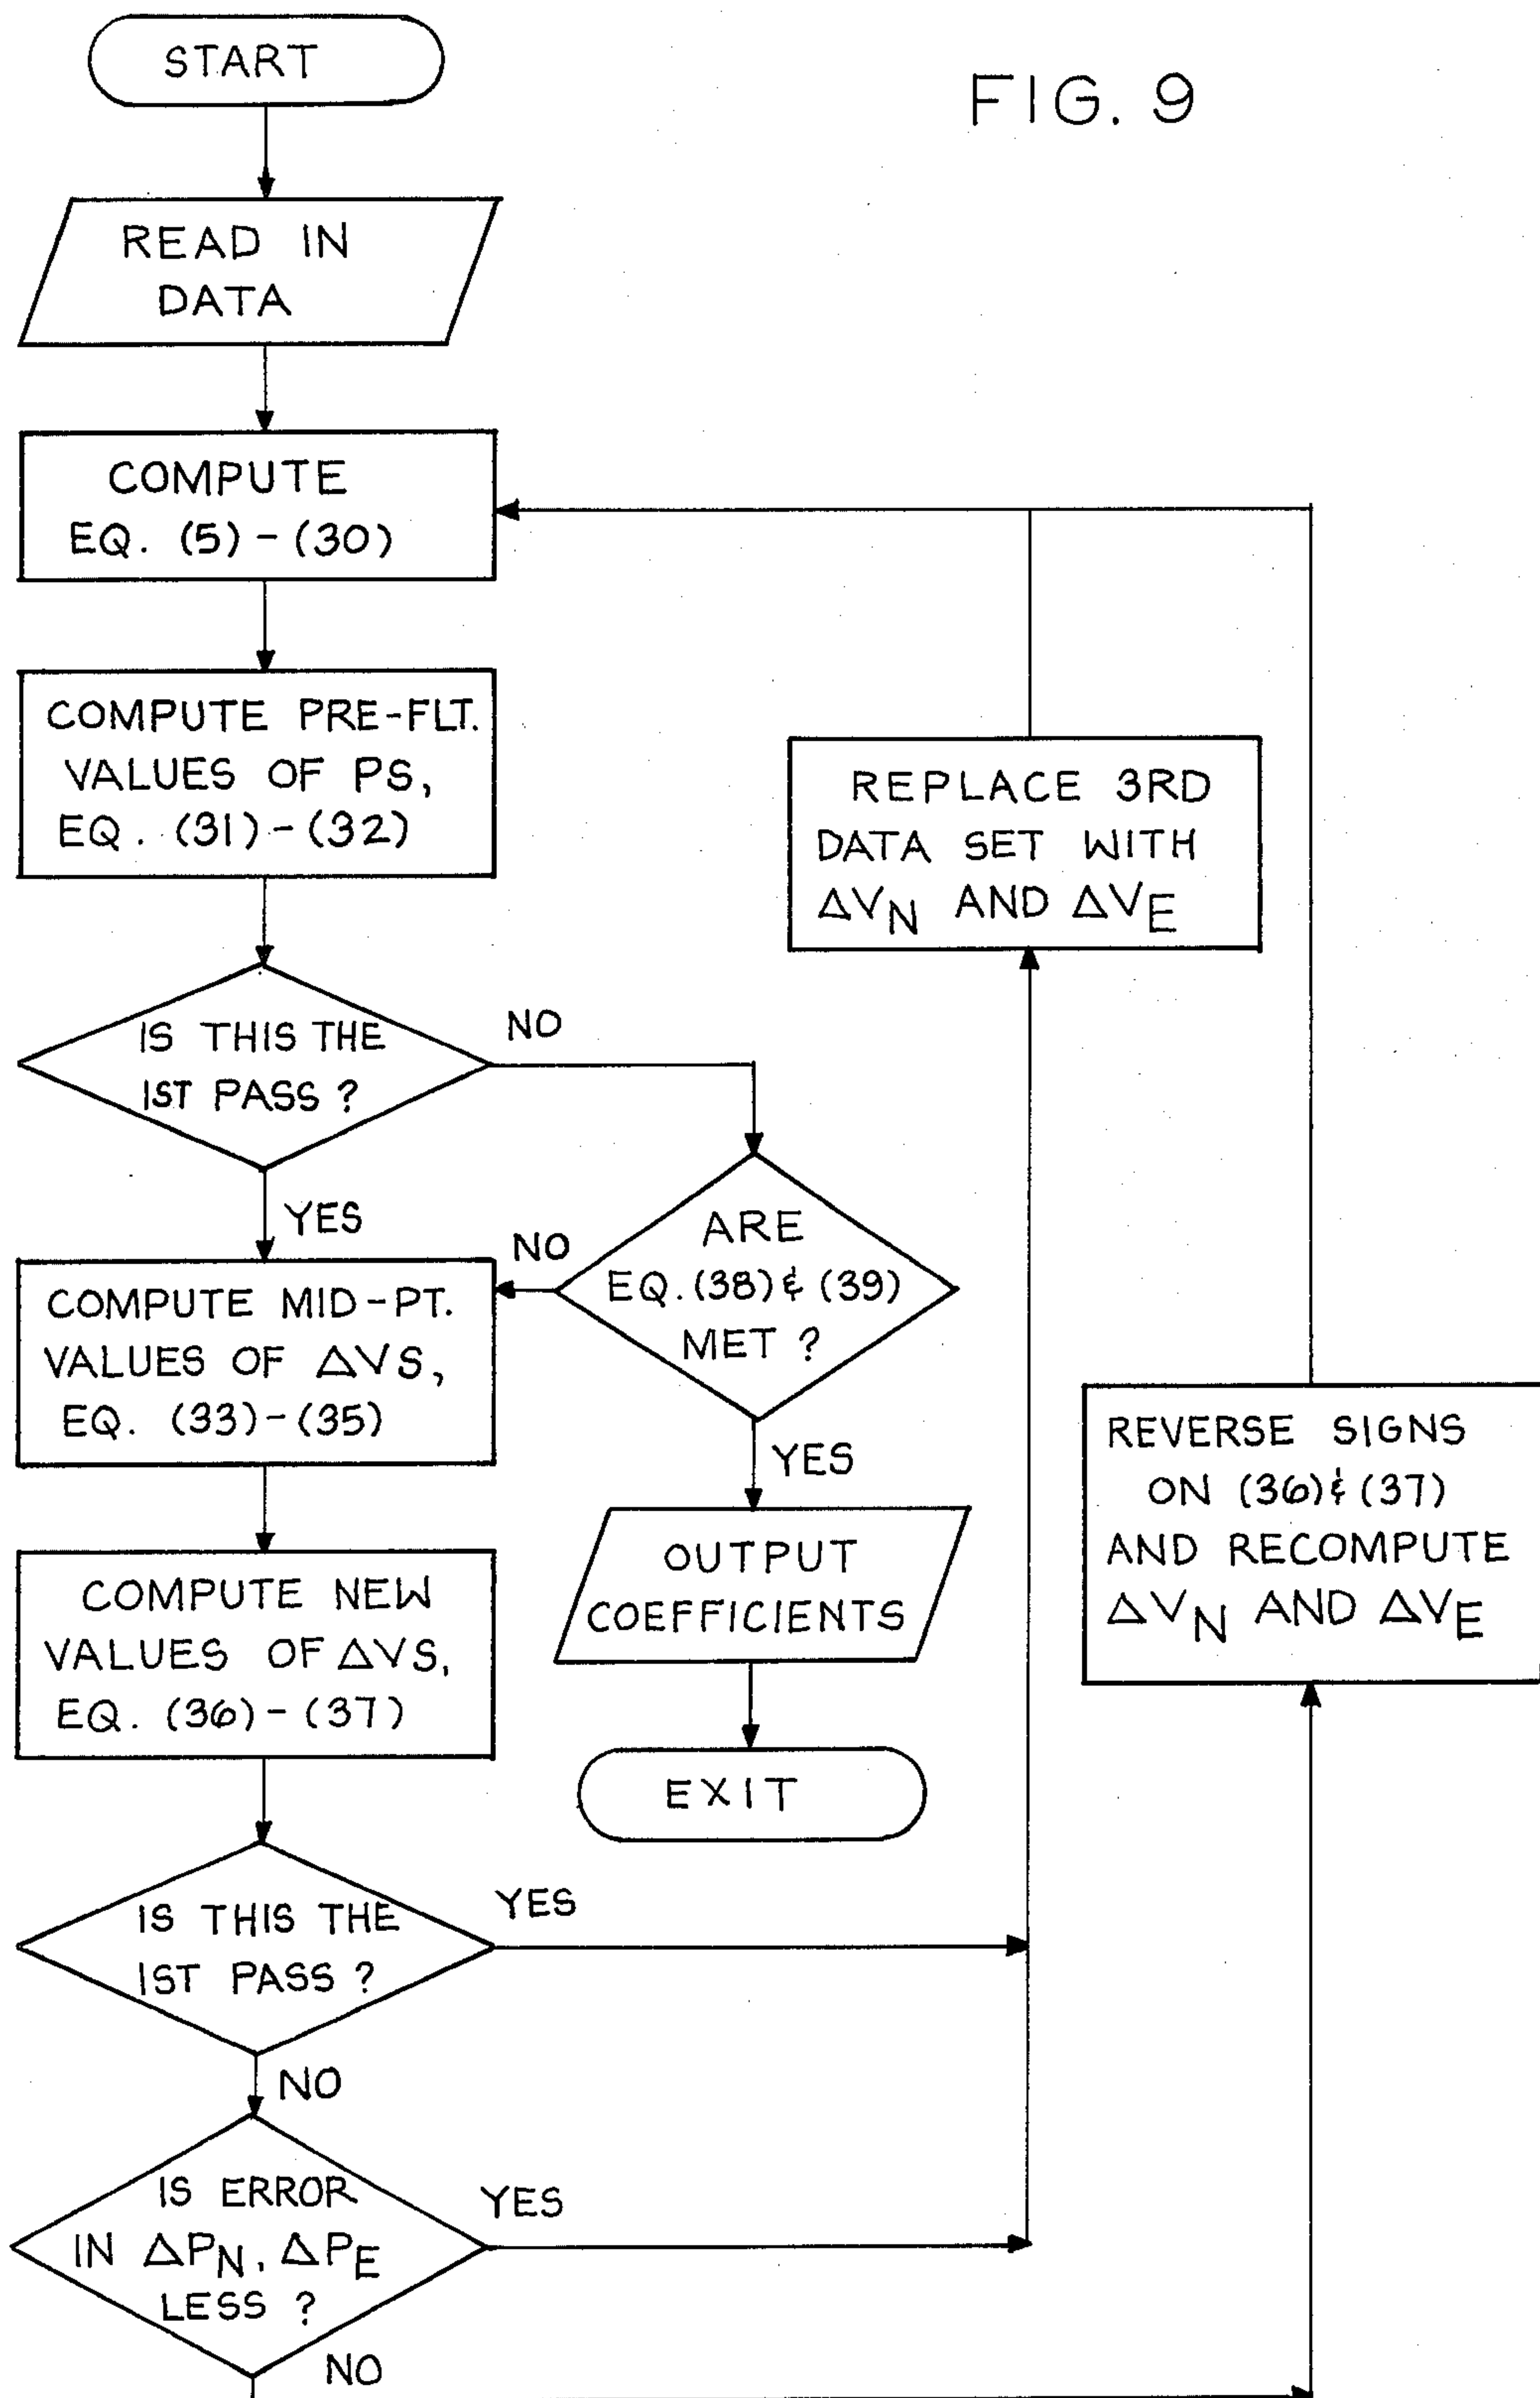 START
FIG. 9
READ IN
DATA
COMPUTE
EQ. (5) - (30)
COMPUTE PRE-FLT.
VALUES OF PS,
EQ. (31) - (32)
REPLACE 3RD
DATA SET WITH
ΔVN AND ΔVE
IS THIS THE
1ST PASS ?
NO
YES
ARE
EQ. (38) & (39)
MET ?
NO
YES
COMPUTE MID-PT.
VALUES OF ΔVS,
EQ. (33) - (35)
OUTPUT
COEFFICIENTS
EXIT
REVERSE SIGNS
ON (36) & (37)
AND RECOMPUTE
ΔVN AND ΔVE
COMPUTE NEW
VALUES OF ΔVS,
EQ. (36) - (37)
IS THIS THE
1ST PASS ?
YES
NO
IS ERROR
IN ΔPN, ΔPE
LESS ?
YES
NO